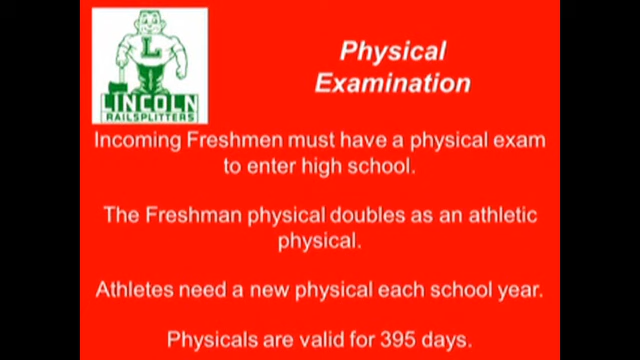 L
LINCOLN
RAILSPLITTERS
Physical
Examination
Incoming Freshmen must have a physical exam
to enter high school.
The Freshman physical doubles as an athletic
physical.
Athletes need a new physical each school year.
Physicals are valid for 395 days.